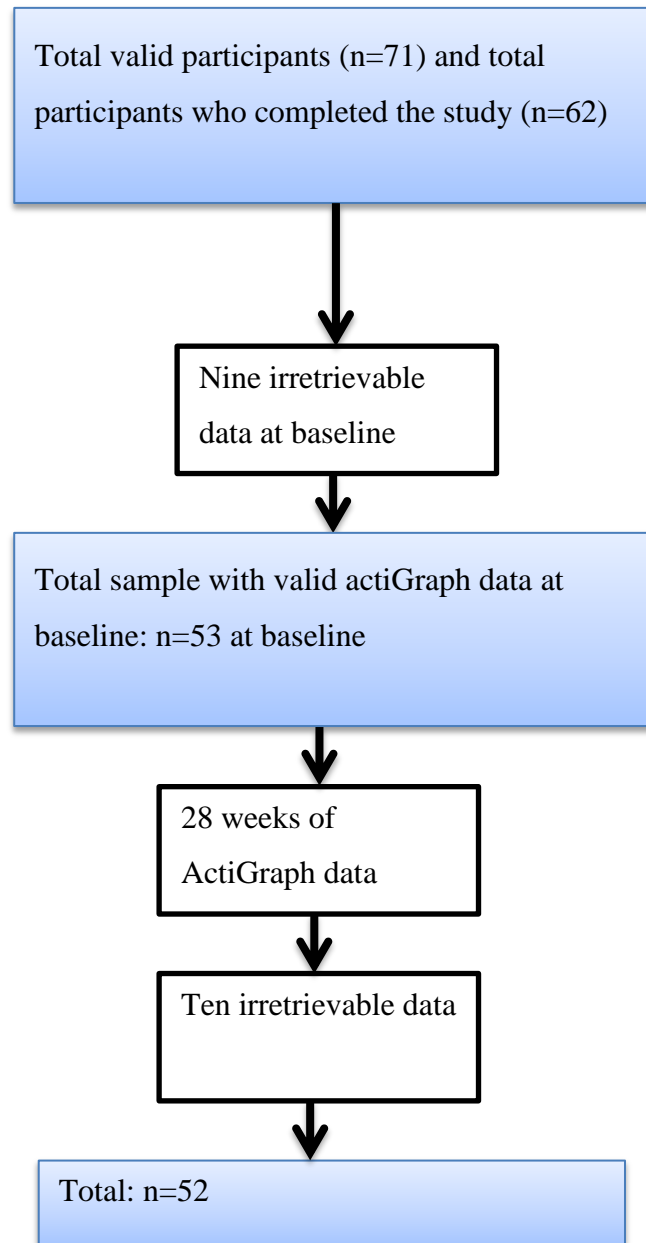 Total valid participants (n=71) and total
participants who completed the study (n=62)
Nine irretrievable
data at baseline
Total sample with valid actiGraph data at
baseline: n=53 at baseline
28 weeks of
ActiGraph data
Ten irretrievable data
Total: n=52